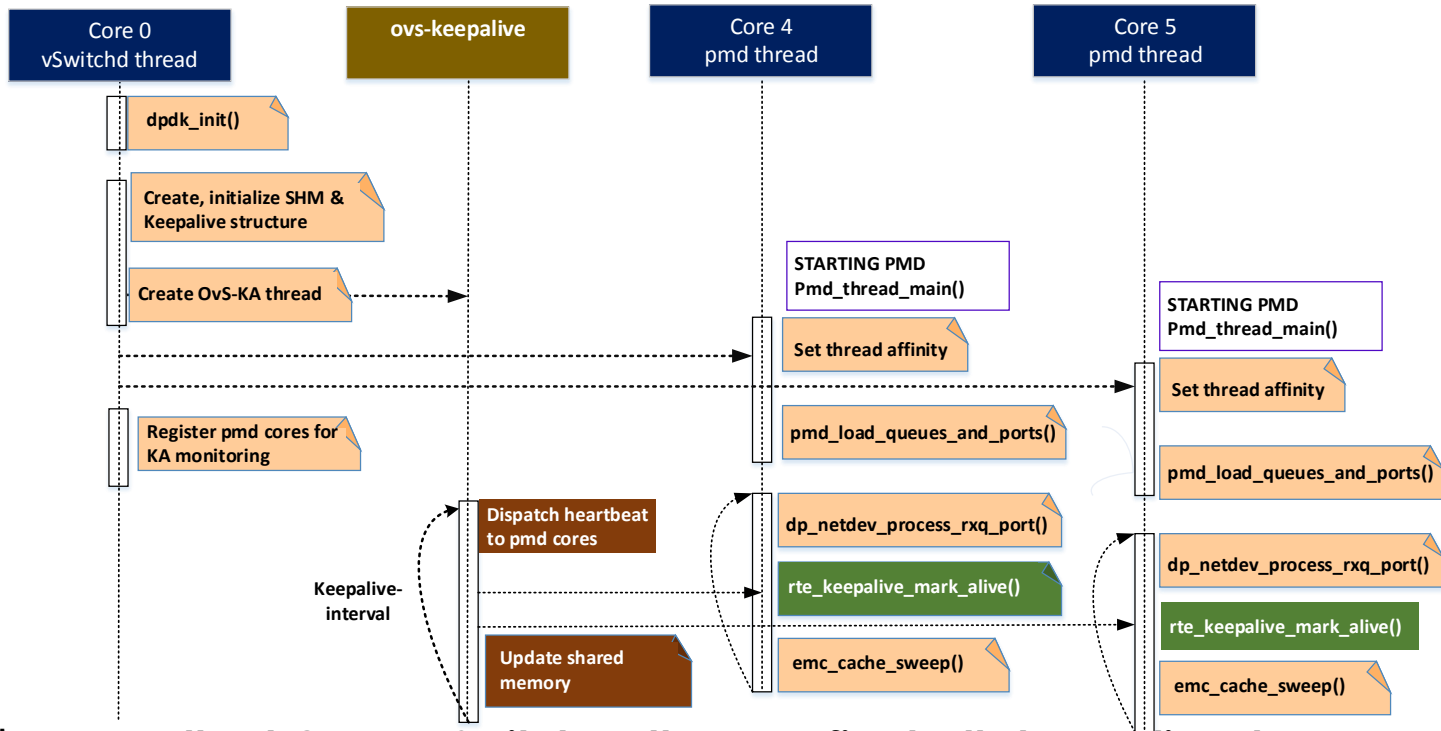 Core 0
vSwitchd thread
ovs-keepalive
Core 4
pmd thread
Core 5
pmd thread
dpdk_init()
Create, initialize SHM &
Keepalive structure
Create OvS-KA thread
STARTING PMD
Pmd_thread_main()
STARTING PMD
Pmd_thread_main()
Set thread affinity
Set thread affinity
Register pmd cores for
KA monitoring
pmd_load_queues_and_ports()
pmd_load_queues_and_ports()
Dispatch heartbeat
to pmd cores
dp_netdev_process_rxq_port()
dp_netdev_process_rxq_port()
Keepalive-
interval
rte_keepalive_mark_alive()
rte_keepalive_mark_alive()
Update shared
memory
emc_cache_sweep()
emc_cache_sweep()